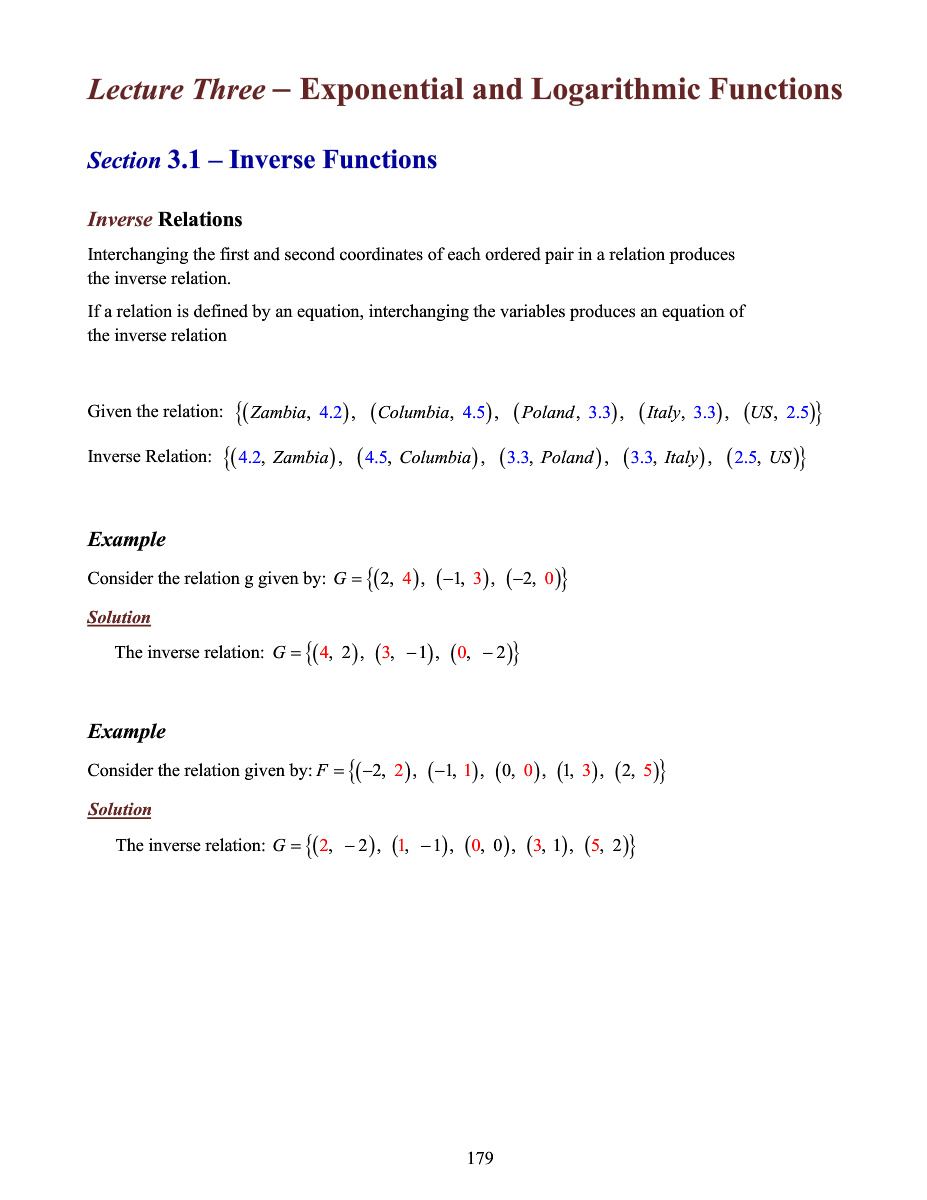 Lecture Three – Exponential and Logarithmic Functions
Section 3.1 – Inverse Functions
Inverse Relations
Interchanging the first and second coordinates of each ordered pair in a relation produces
the inverse relation.
If a relation is defined by an equation, interchanging the variables produces an equation of
the inverse relation
Given the relation: {(Zambia, 4.2), (Columbia, 4.5), (Poland, 3.3), (Italy, 3.3), (US, 2.5)}
Inverse Relation: {(4.2, Zambia), (4.5, Columbia), (3.3, Poland), (3.3, Italy), (2.5, US)}
Example
Consider the relation g given by: G = {(2, 4), (−1, 3), (−2, 0)}
Solution
The inverse relation: G = {(4, 2), (3, −1), (0, −2)}
Example
Consider the relation given by: F = {(−2, 2), (−1, 1), (0, 0), (1, 3), (2, 5)}
Solution
The inverse relation: G = {(2, −2), (1, −1), (0, 0), (3, 1), (5, 2)}
179